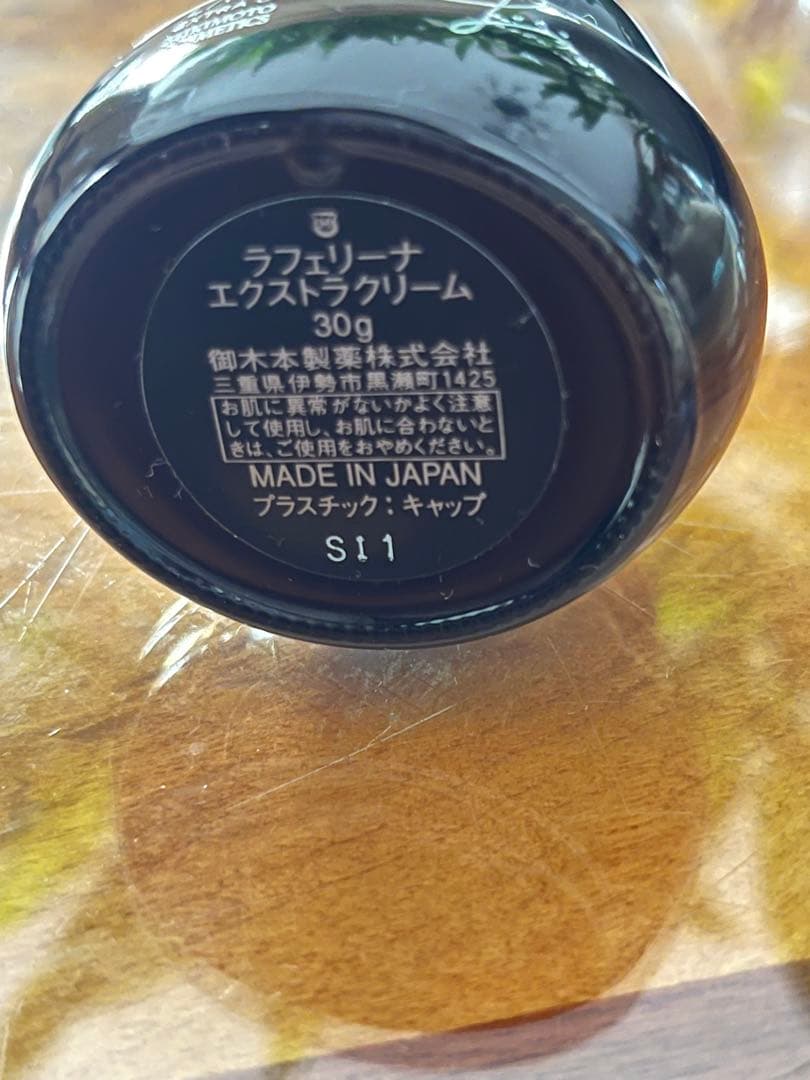 MIKIMOTO
COSMETICS
ラフェリーナ
エクストラクリーム
30g
御木本製薬株式会社
三重県伊勢市黒瀬町1425
お肌に異常がないかよく注意
して使用し、お肌に合わないと
きは、ご使用をおやめください。
MADE IN JAPAN
プラスチック：キャップ
SI1